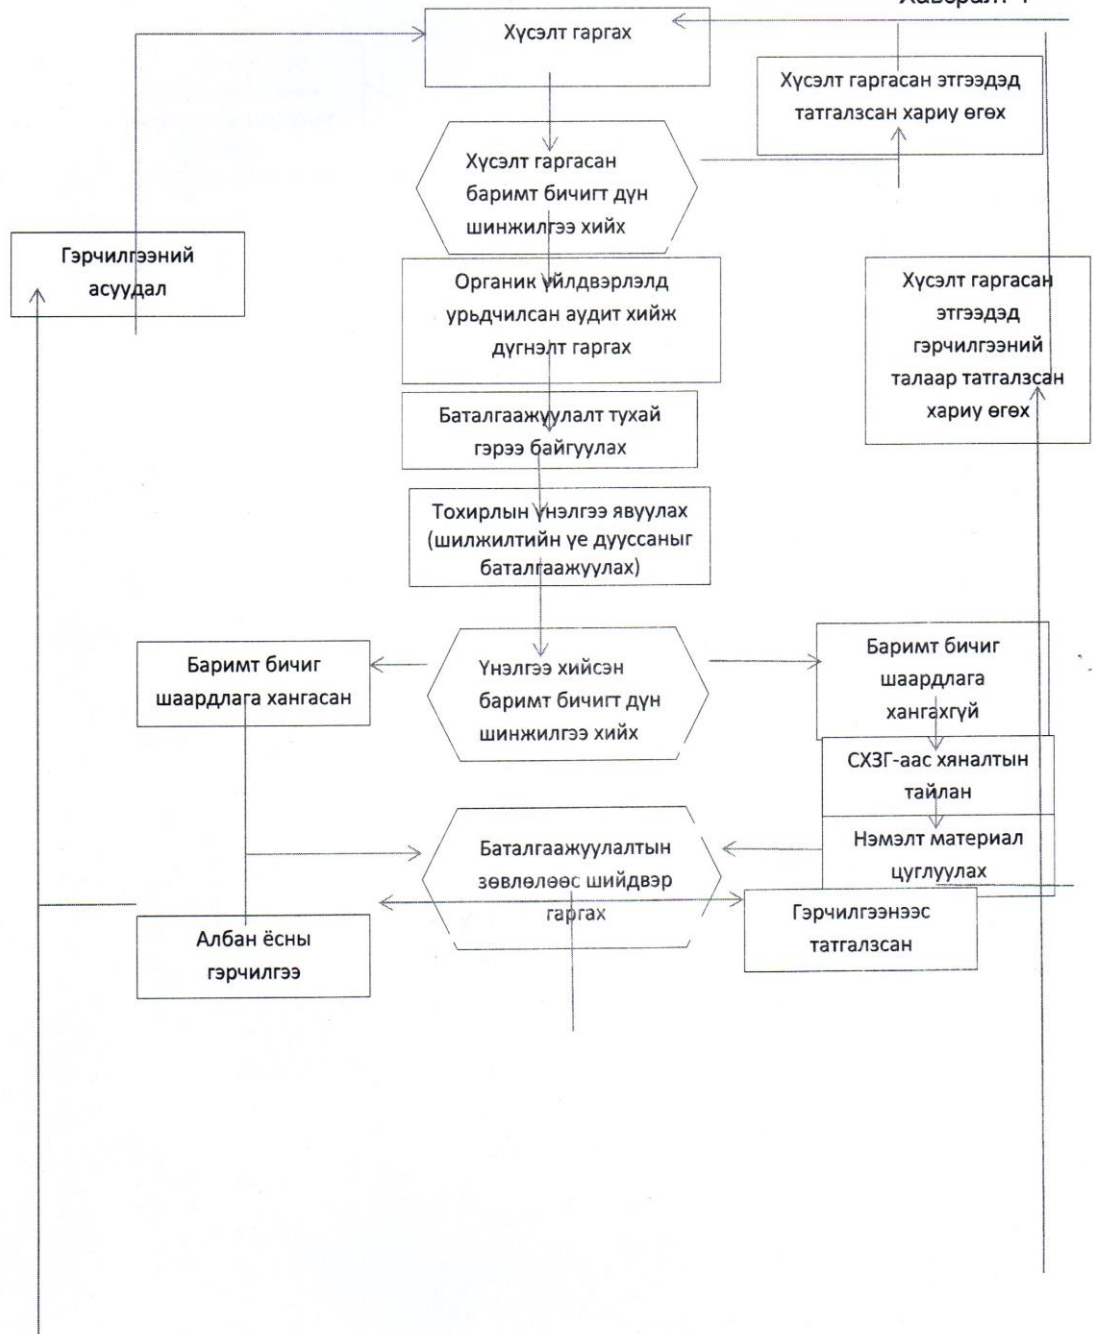 Хавсралт 1
Хүсэлт гаргах
Хүсэлт гаргасан этгээдэд
татгалзсан хариу өгөх
Хүсэлт гаргасан
баримт бичигт дүн
шинжилгээ хийх
Гэрчилгээний
асуудал
Органик үйлдвэрлэлд
урьдчилсан аудит хийж
дүгнэлт гаргах
Хүсэлт гаргасан
этгээдэд
гэрчилгээний
талаар татгалзсан
хариу өгөх
Баталгаажуулалт тухай
гэрээ байгуулах
Тохирлын үнэлгээ явуулах
(шилжилтийн үе дууссаныг
баталгаажуулах)
Баримт бичиг
шаардлага хангасан
Үнэлгээ хийсэн
баримт бичигт дүн
шинжилгээ хийх
Баримт бичиг
шаардлага
хангахгүй
СХЗГ-аас хяналтын
тайлан
Нэмэлт материал
цуглуулах
Баталгаажуулалтын
зөвлөлөөс шийдвэр
гаргах
Албан ёсны
гэрчилгээ
Гэрчилгээнээс
татгалзсан